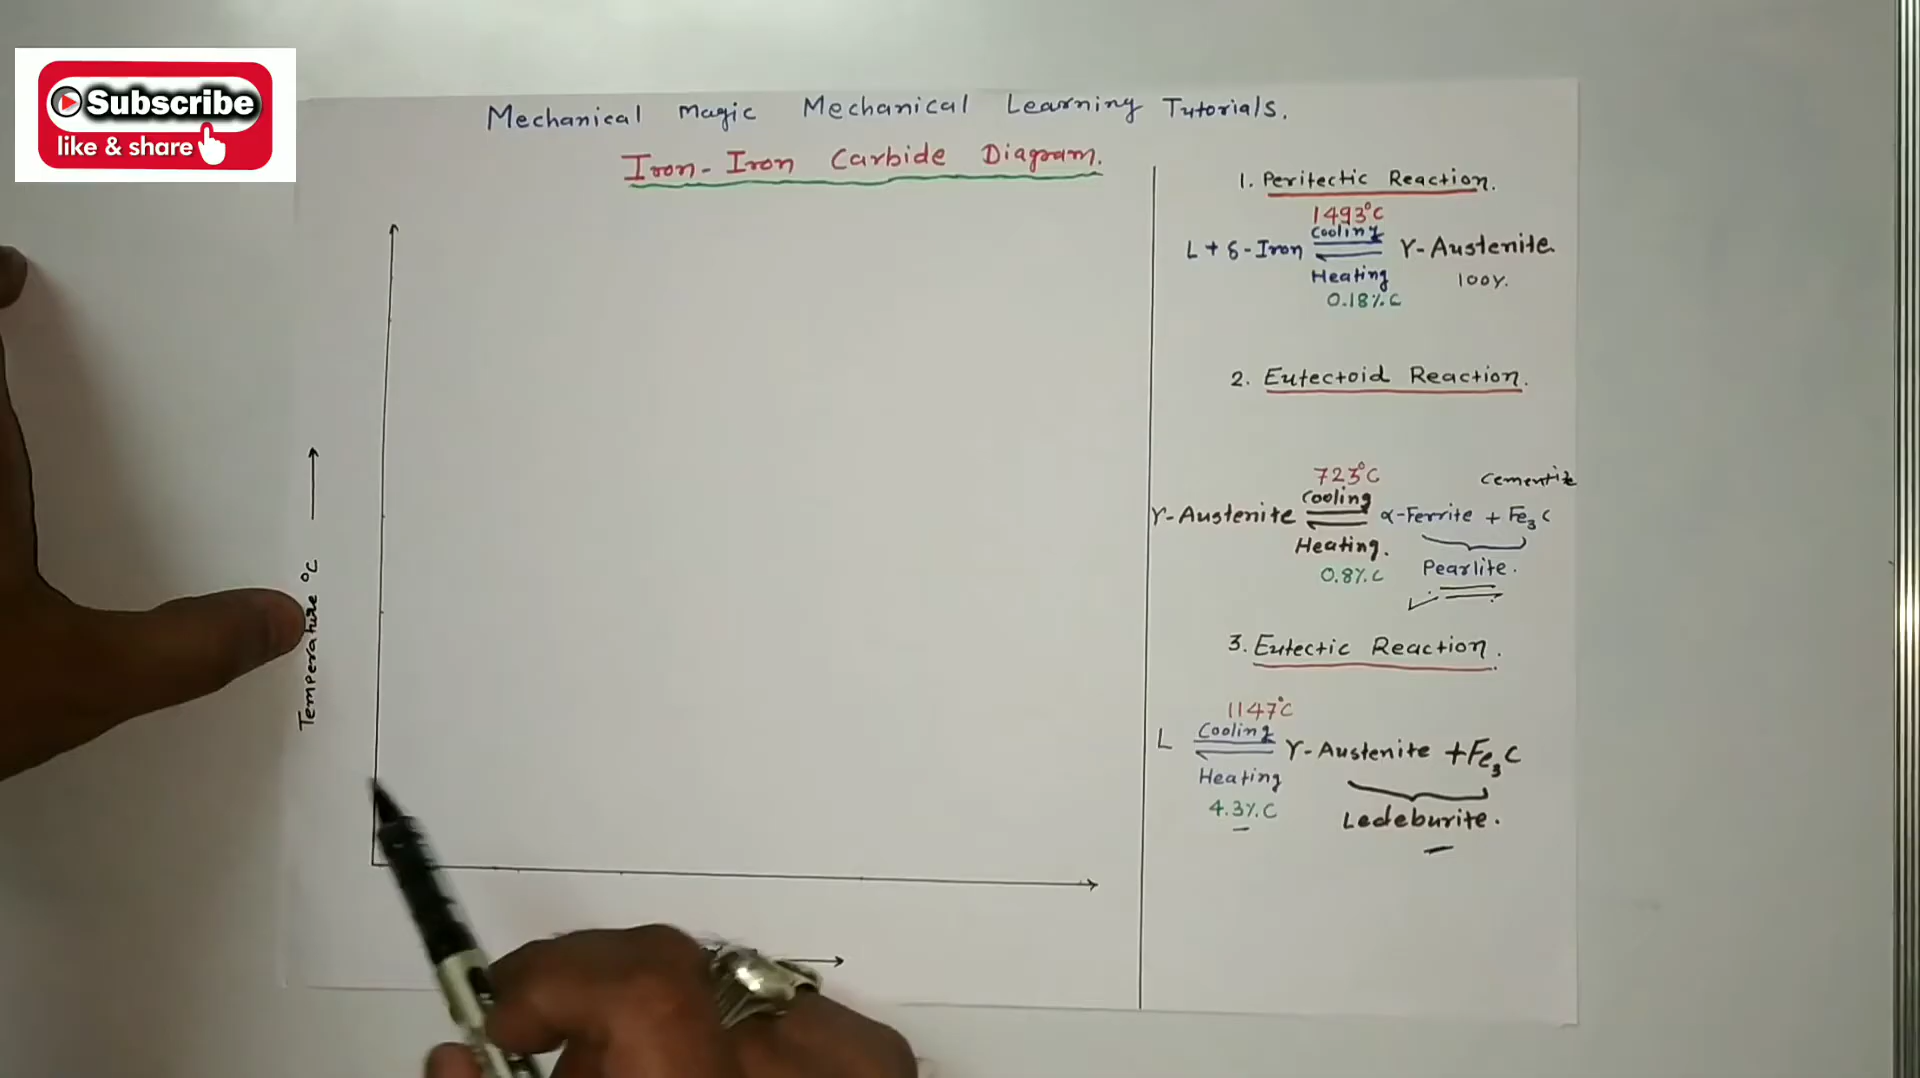 Subscribe
like & share
Mechanical Magic Mechanical Learning Tutorials.
Iron-Iron Carbide Diagram.
Temperature °C
1. Peritectic Reaction.
1493°C
Cooling
L + δ-Iron ⇌ γ-Austenite
Heating
100%
0.18%C
2. Eutectoid Reaction.
723°C
Cementite
Cooling
γ-Austenite ⇌ α-Ferrite + Fe₃C
Heating.
Pearlite.
0.8%C
3. Eutectic Reaction.
1147°C
Cooling
L ⇌ γ-Austenite + Fe₃C
Heating
4.3%C
Ledeburite.